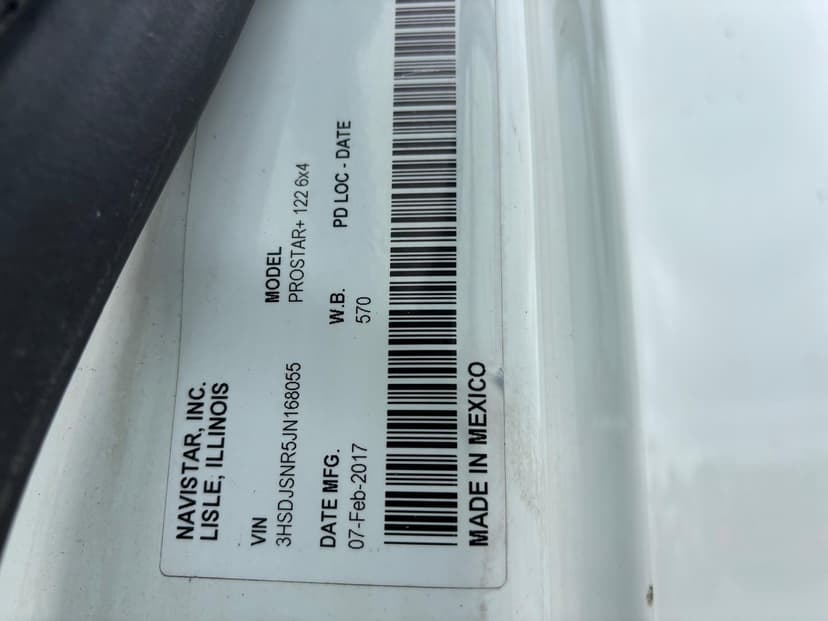 NAVISTAR, INC.
LISLE, ILLINOIS
VIN
3HSDJSNR5JN168055
MODEL
PROSTAR+ 122 6x4
DATE MFG.
07-Feb-2017
W.B.
570
PD LOC - DATE
MADE IN MEXICO